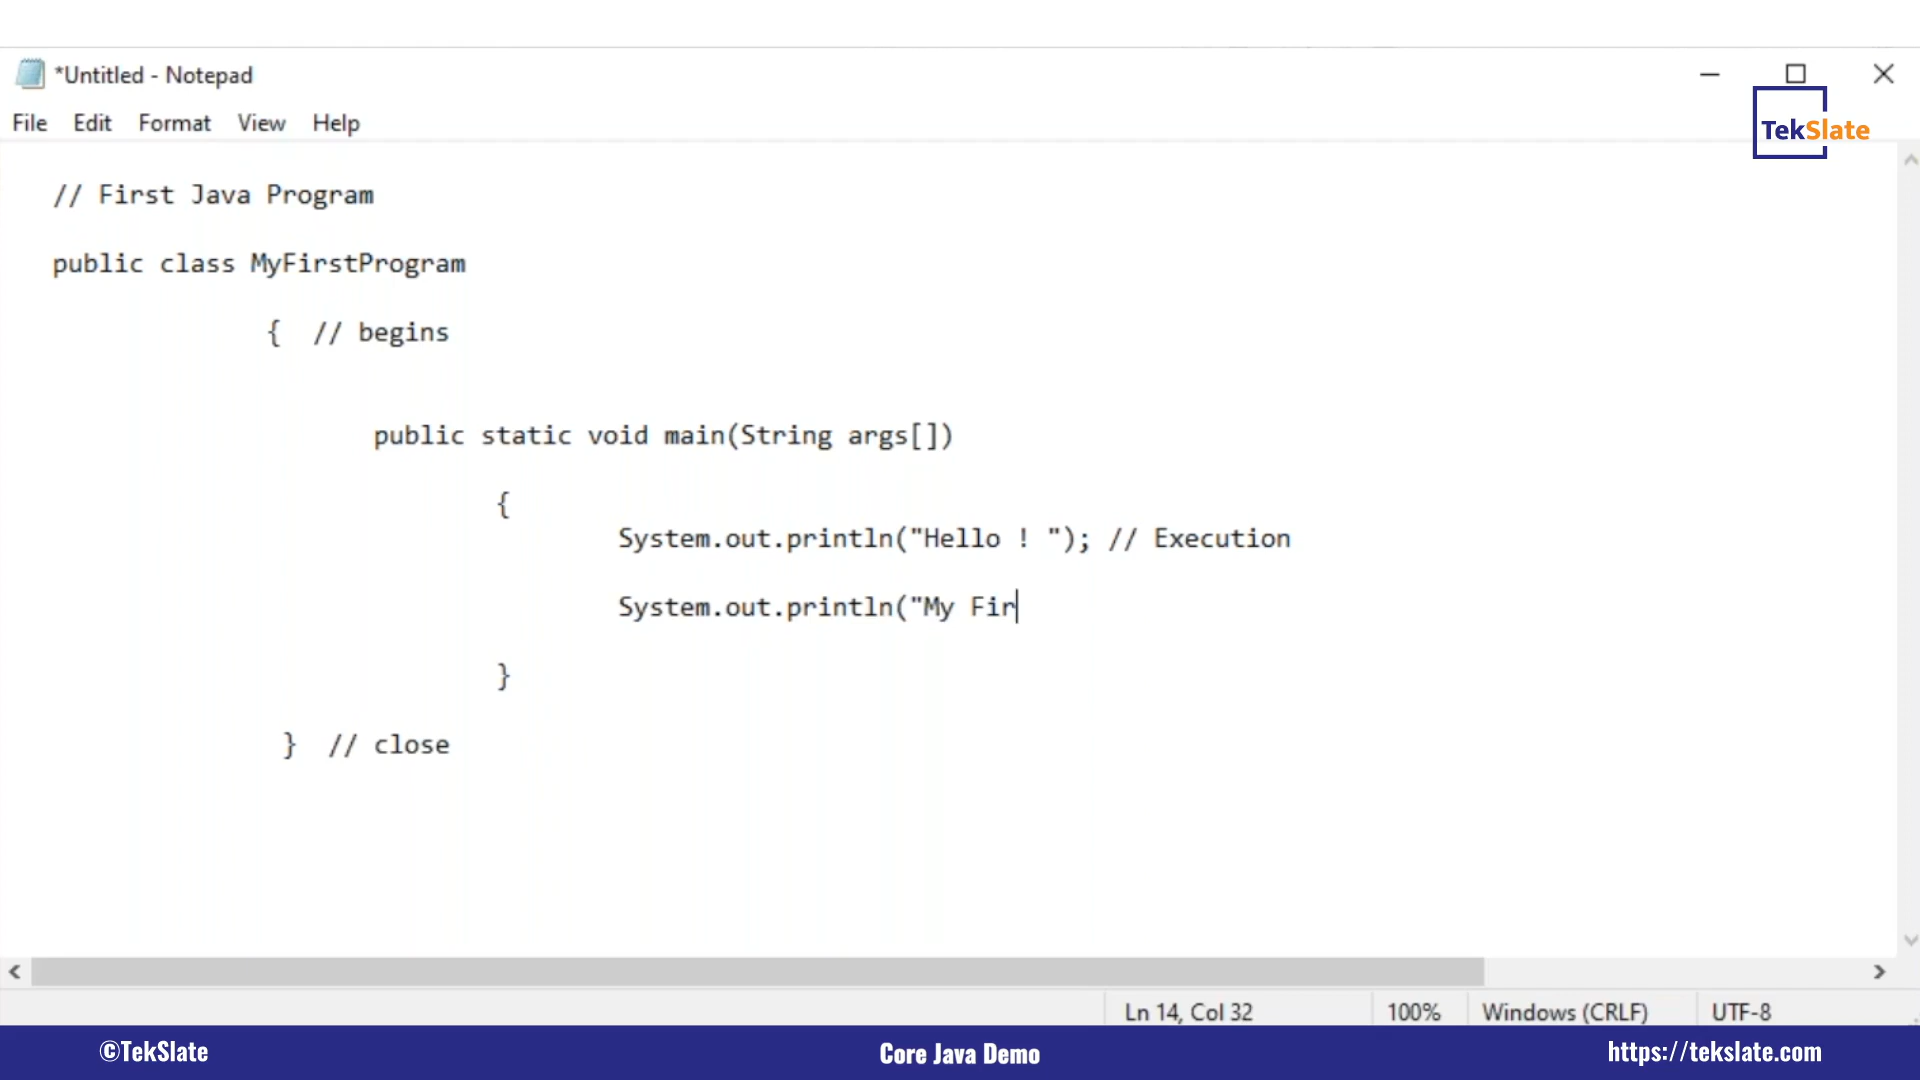 *Untitled - Notepad
File Edit Format View Help
TekSlate
// First Java Program
public class MyFirstProgram
{ // begins
public static void main(String args[])
{
System.out.println("Hello ! "); // Execution
System.out.println("My Fir
}
} // close
Ln 14, Col 32 100% Windows (CRLF) UTF-8
©TekSlate Core Java Demo https://tekslate.com